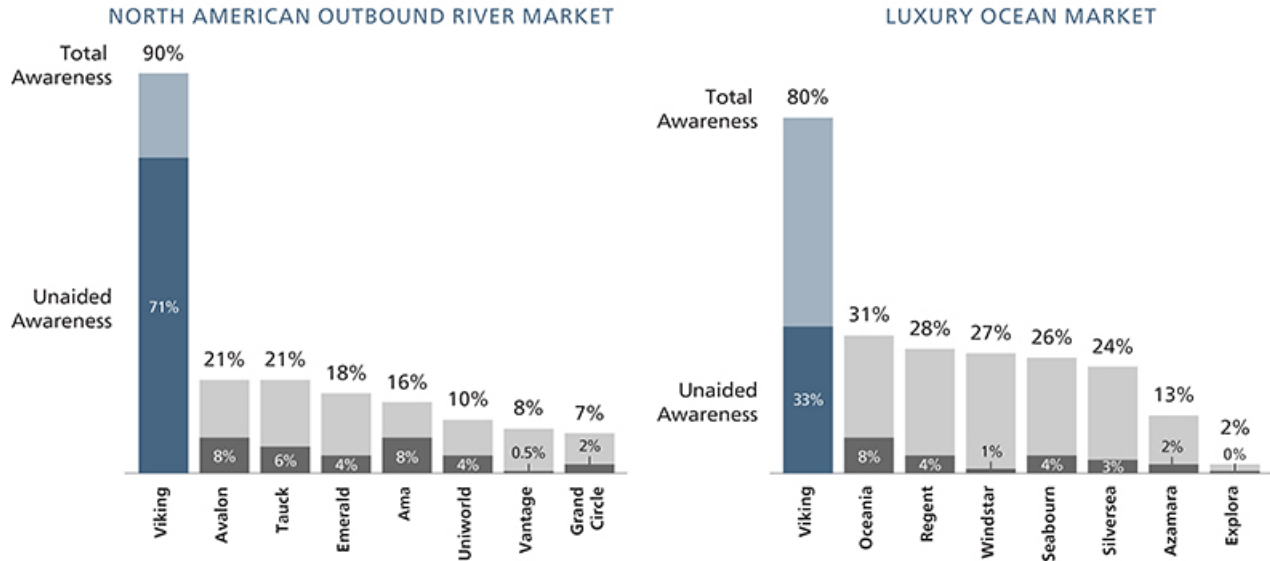 NORTH AMERICAN OUTBOUND RIVER MARKET
Total
Awareness
90%
Unaided
Awareness
71%
21%
8%
21%
6%
18%
4%
16%
8%
10%
4%
8%
0.5%
7%
2%
Viking
Avalon
Tauck
Emerald
Ama
Uniworld
Vantage
Grand
Circle
LUXURY OCEAN MARKET
Total
Awareness
80%
Unaided
Awareness
33%
31%
8%
28%
4%
27%
1%
26%
4%
24%
3%
13%
2%
2%
0%
Viking
Oceania
Regent
Windstar
Seabourn
Silversea
Azamara
Explora